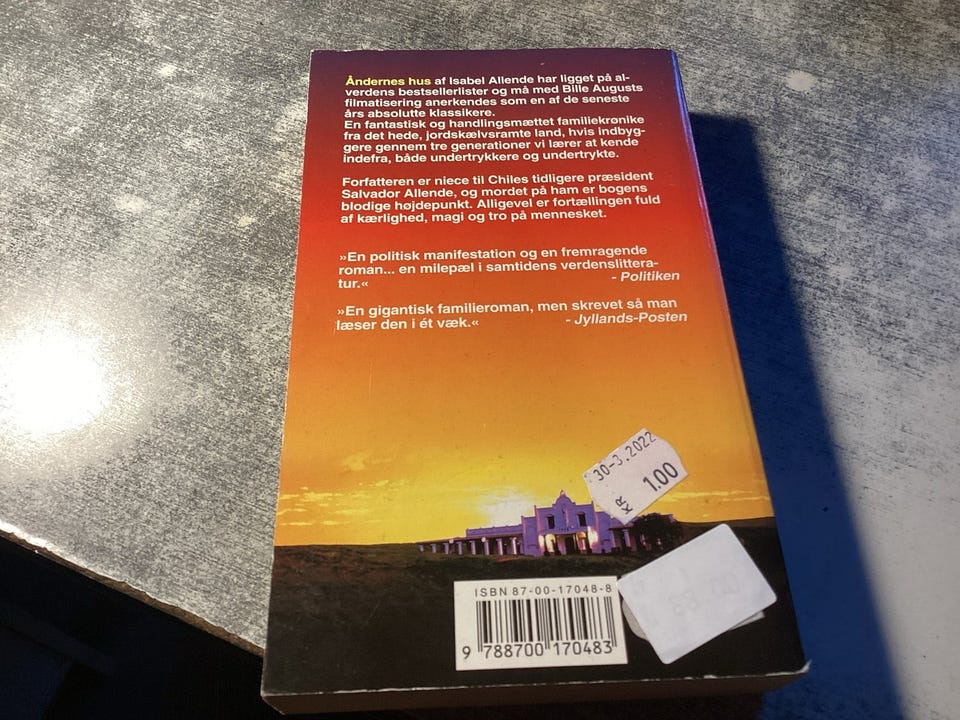 Åndernes hus af Isabel Allende har ligget på al-
verdens bestsellerlister og må med Bille Augusts
filmatisering anerkendes som en af de seneste
års absolutte klassikere.
En fantastisk og handlingsmættet familiekrønike
fra det hede, jordskælvsramte land, hvis indbyg-
gere gennem tre generationer vi lærer at kende
indefra, både undertrykkere og undertrykte.
Forfatteren er niece til Chiles tidligere præsident
Salvador Allende, og mordet på ham er bogens
blodige højdepunkt. Alligevel er fortællingen fuld
af kærlighed, magi og tro på mennesket.
»En politisk manifestation og en fremragende
roman... en milepæl i samtidens verdenslittera-
tur.« - Politiken
»En gigantisk familieroman, men skrevet så man
læser den i ét væk.« - Jyllands-Posten
30-3.2022
KR 1.00
ISBN 87-00-17048-8
9 788700 170483